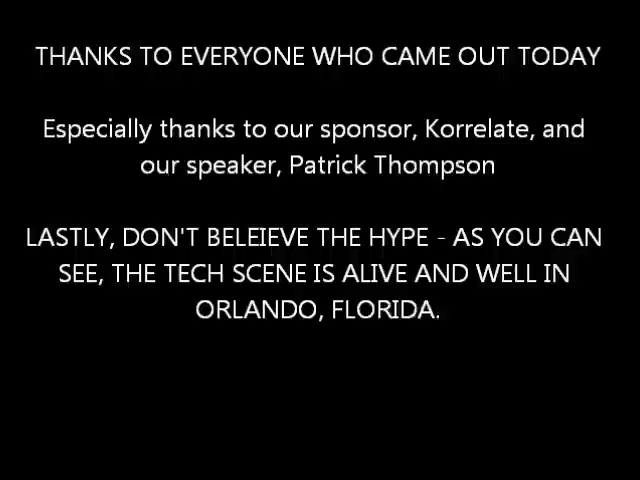 THANKS TO EVERYONE WHO CAME OUT TODAY
Especially thanks to our sponsor, Korrelate, and
our speaker, Patrick Thompson
LASTLY, DON'T BELEIEVE THE HYPE - AS YOU CAN
SEE, THE TECH SCENE IS ALIVE AND WELL IN
ORLANDO, FLORIDA.